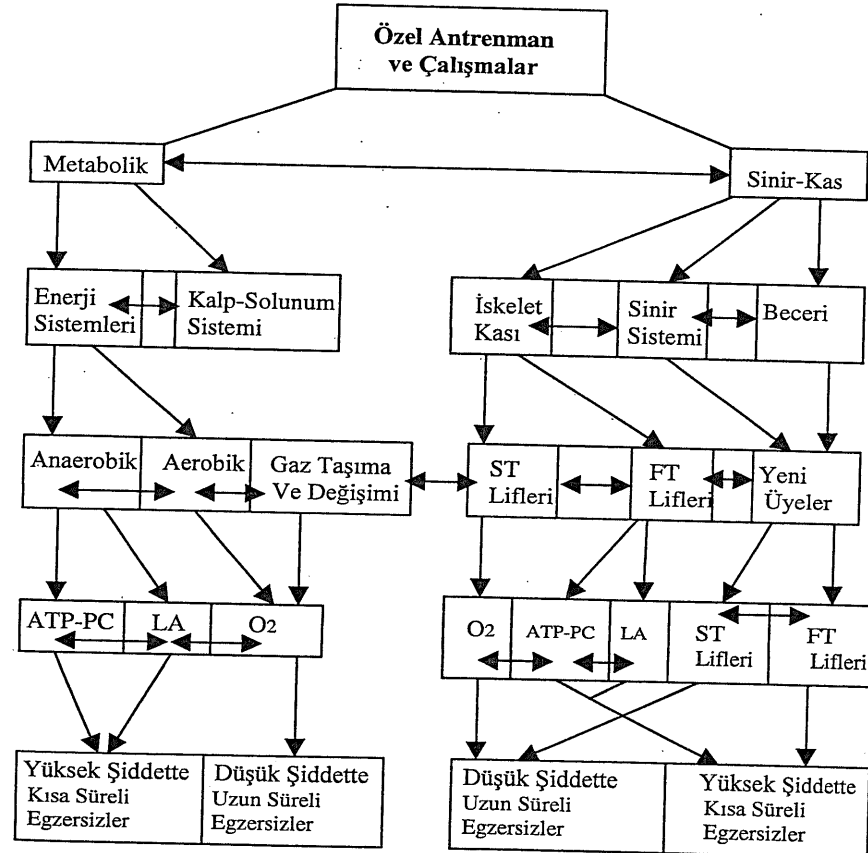 Özel Antrenman
ve Çalışmalar
Metabolik
Sinir-Kas
Enerji
Sistemleri
Kalp-Solunum
Sistemi
İskelet
Kası
Sinir
Sistemi
Beceri
Anaerobik
Aerobik
Gaz Taşıma
Ve Değişimi
ST
Lifleri
FT
Lifleri
Yeni
Üyeler
ATP-PC
LA
O2
O2
ATP-PC
LA
ST
Lifleri
FT
Lifleri
Yüksek Şiddette
Kısa Süreli
Egzersizler
Düşük Şiddette
Uzun Süreli
Egzersizler
Düşük Şiddette
Uzun Süreli
Egzersizler
Yüksek Şiddette
Kısa Süreli
Egzersizler